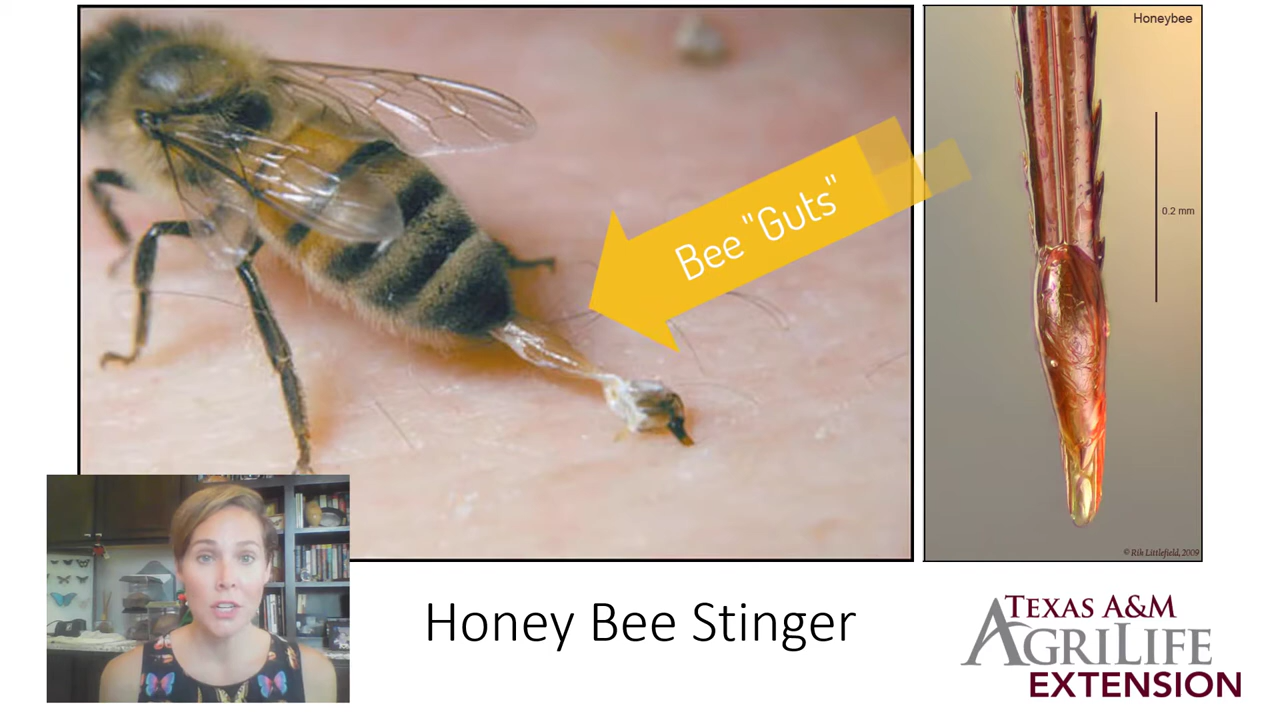 Honeybee
Bee "Guts"
0.2 mm
© Rik Littlefield, 2009
Honey Bee Stinger
TEXAS A&M
AGRILIFE
EXTENSION